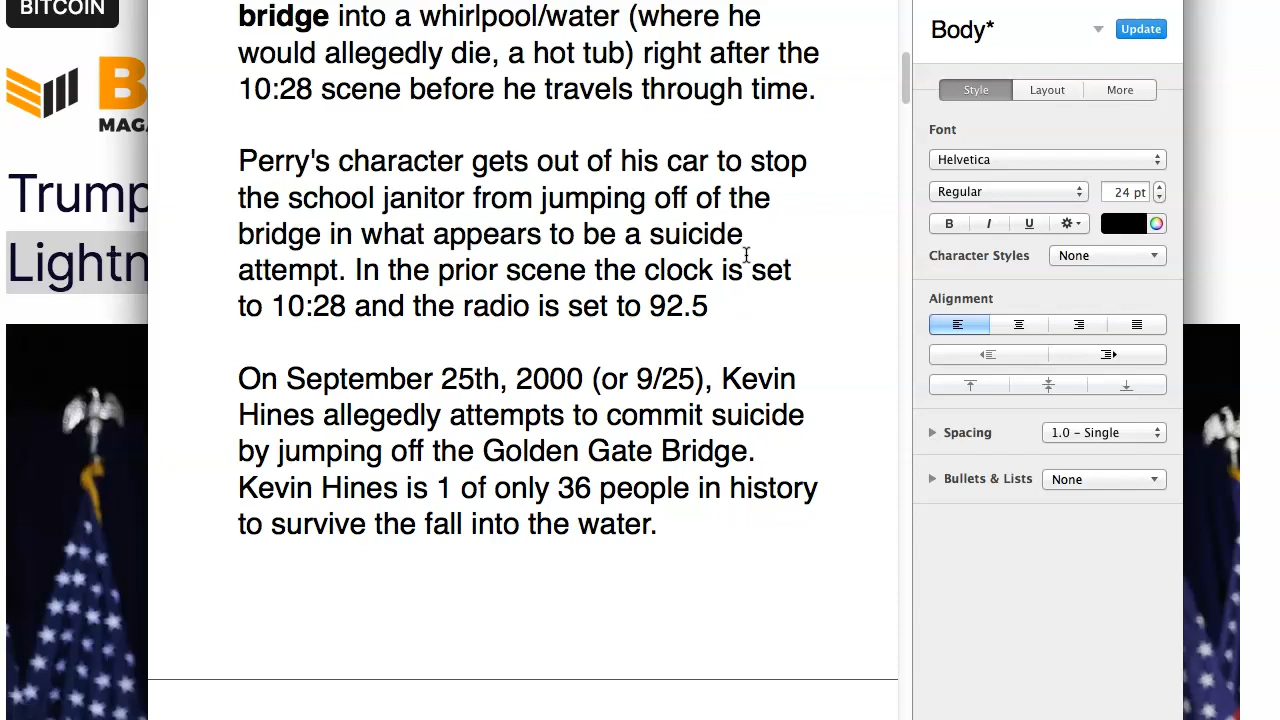 BITCOIN
B
MAGA
Trump
Lightn
bridge into a whirlpool/water (where he
would allegedly die, a hot tub) right after the
10:28 scene before he travels through time.
Perry's character gets out of his car to stop
the school janitor from jumping off of the
bridge in what appears to be a suicide
attempt. In the prior scene the clock is set
to 10:28 and the radio is set to 92.5
On September 25th, 2000 (or 9/25), Kevin
Hines allegedly attempts to commit suicide
by jumping off the Golden Gate Bridge.
Kevin Hines is 1 of only 36 people in history
to survive the fall into the water.
Body*
Update
Style Layout More
Font
Helvetica
Regular 24 pt
B I U
Character Styles None
Alignment
Spacing 1.0 – Single
Bullets & Lists None